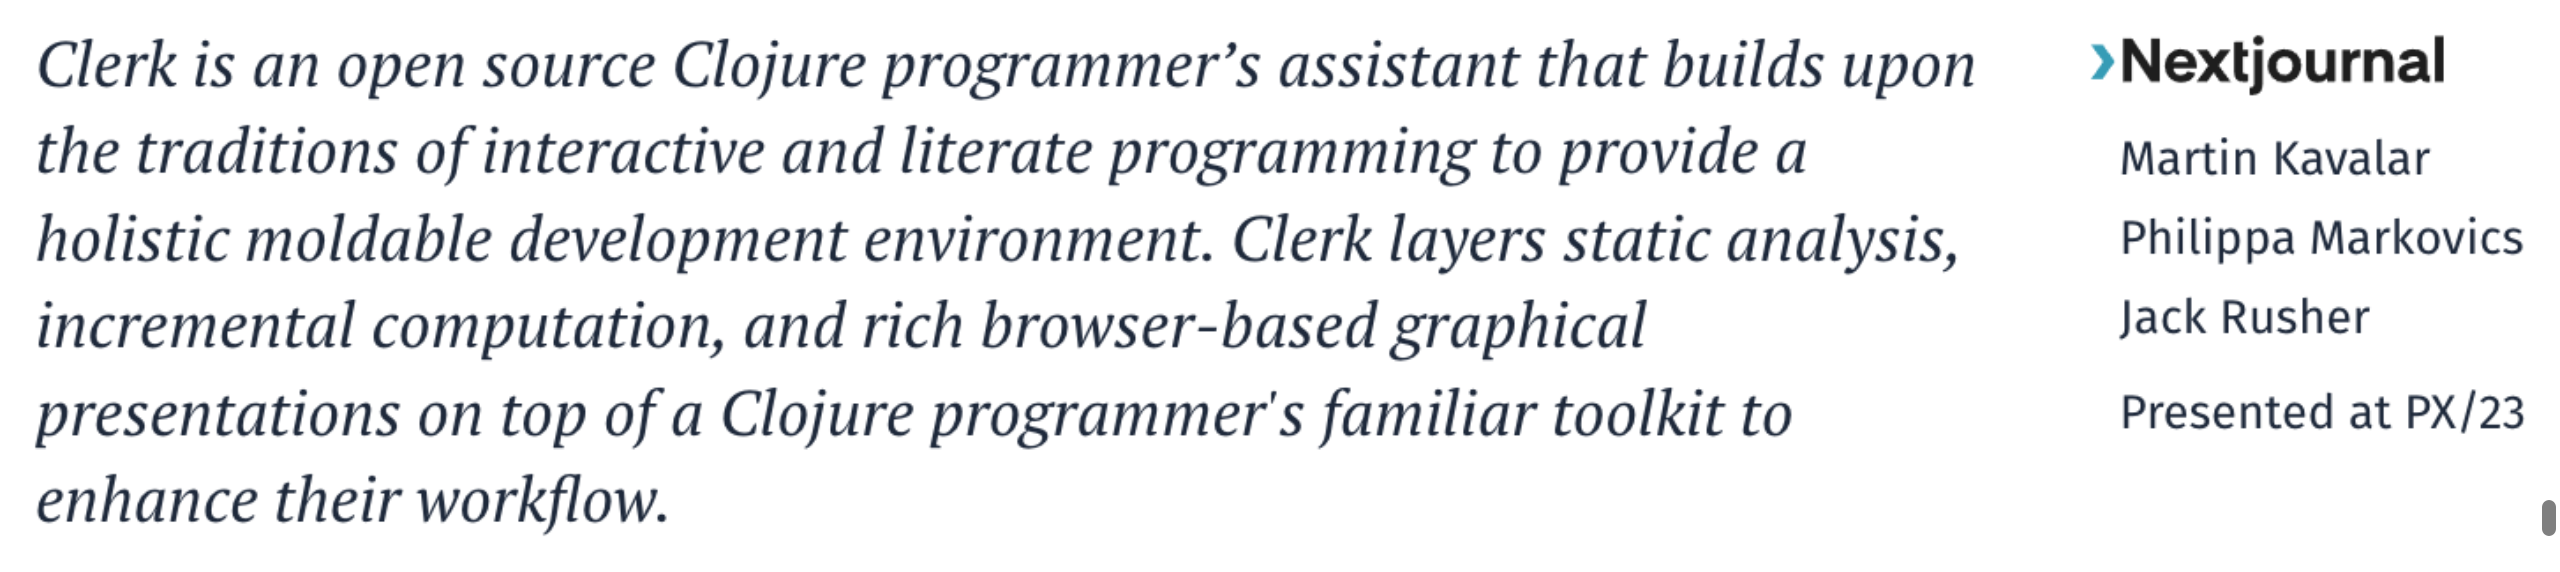 Clerk is an open source Clojure programmer’s assistant that builds upon
the traditions of interactive and literate programming to provide a
holistic moldable development environment. Clerk layers static analysis,
incremental computation, and rich browser-based graphical
presentations on top of a Clojure programmer's familiar toolkit to
enhance their workflow.
Nextjournal
Martin Kavalar
Philippa Markovics
Jack Rusher
Presented at PX/23